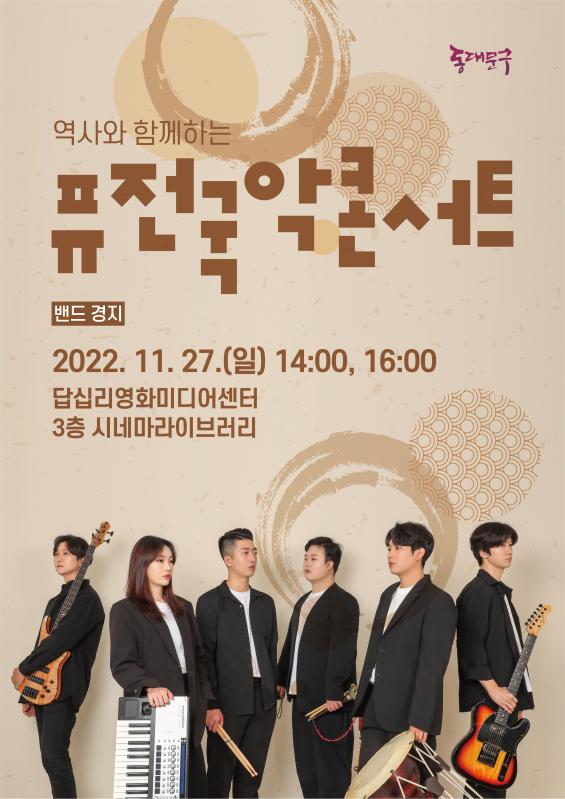 동대문구
역사와 함께하는
퓨전국악콘서트
밴드 경지
2022. 11. 27.(일) 14:00, 16:00
답십리영화미디어센터
3층 시네마라이브러리